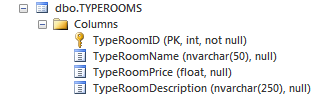 dbo.TYPEROOMS
Columns
TypeRoomID (PK, int, not null)
TypeRoomName (nvarchar(50), null)
TypeRoomPrice (float, null)
TypeRoomDescription (nvarchar(250), null)